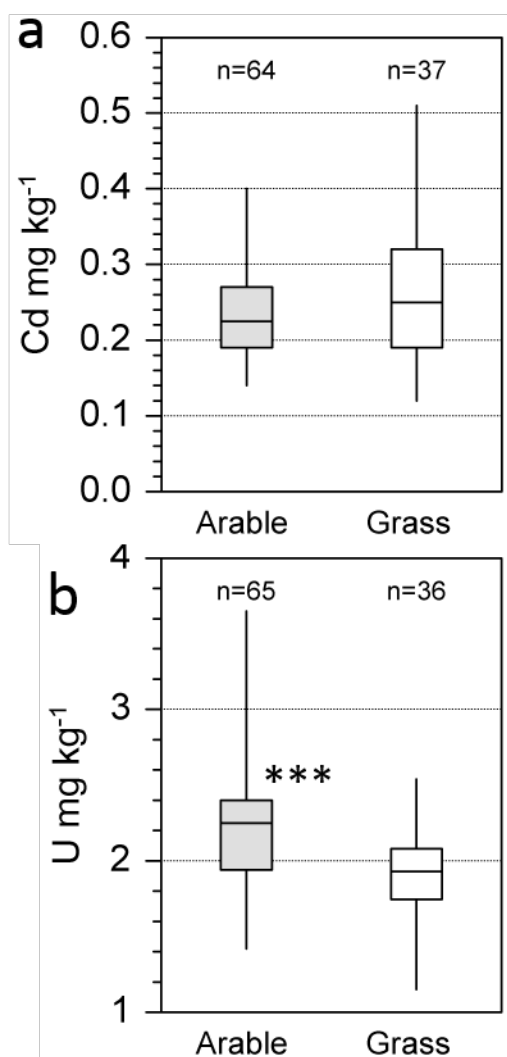 a
0.6
n=64 n=37
0.5
0.4
Cd mg kg⁻¹
0.3
0.2
0.1
0.0
Arable Grass
b
4
n=65 n=36
3
***
U mg kg⁻¹
2
1
Arable Grass